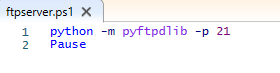 ftpserver.ps1 X
1 python -m pyftpdlib -p 21
2 Pause